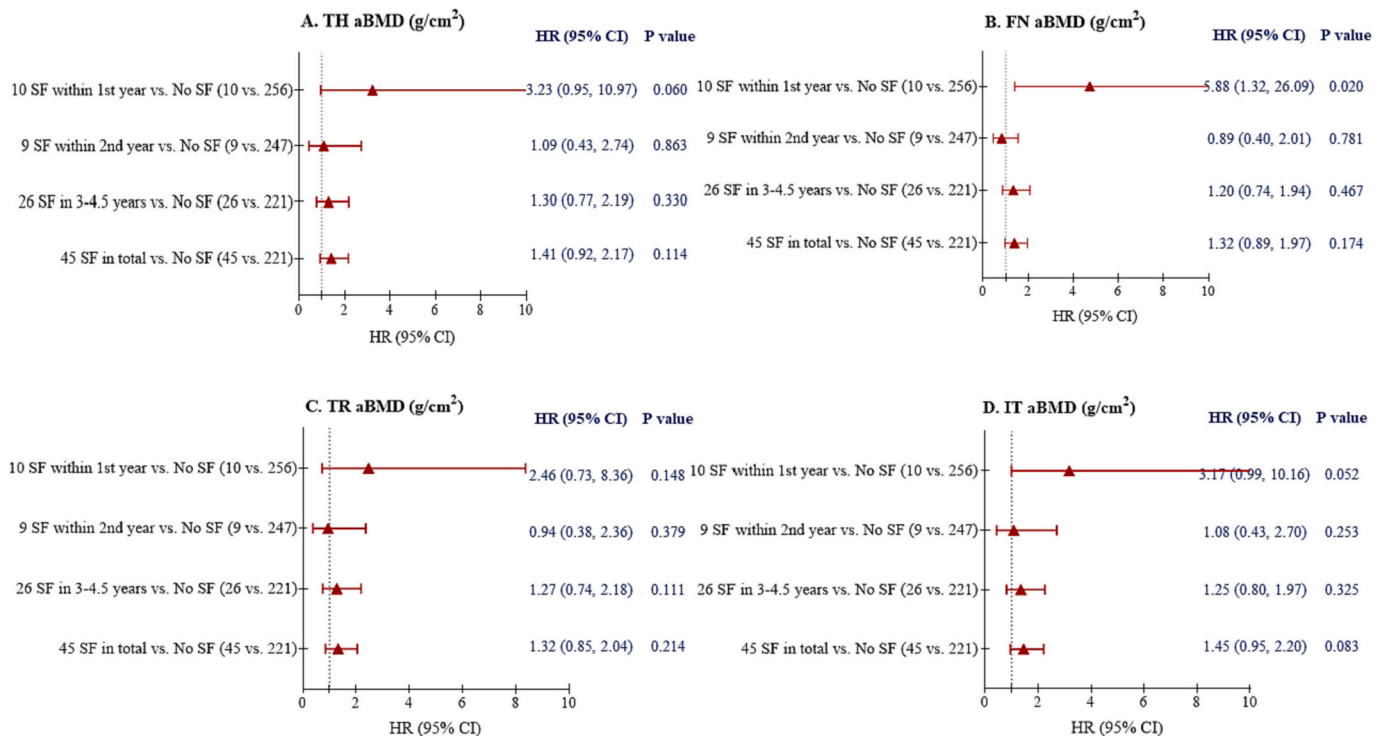 A. TH aBMD (g/cm²)
HR (95% CI) P value
10 SF within 1st year vs. No SF (10 vs. 256) 3.23 (0.95, 10.97) 0.060
9 SF within 2nd year vs. No SF (9 vs. 247) 1.09 (0.43, 2.74) 0.863
26 SF in 3-4.5 years vs. No SF (26 vs. 221) 1.30 (0.77, 2.19) 0.330
45 SF in total vs. No SF (45 vs. 221) 1.41 (0.92, 2.17) 0.114
0 2 4 6 8 10
HR (95% CI)
B. FN aBMD (g/cm²)
HR (95% CI) P value
10 SF within 1st year vs. No SF (10 vs. 256) 5.88 (1.32, 26.09) 0.020
9 SF within 2nd year vs. No SF (9 vs. 247) 0.89 (0.40, 2.01) 0.781
26 SF in 3-4.5 years vs. No SF (26 vs. 221) 1.20 (0.74, 1.94) 0.467
45 SF in total vs. No SF (45 vs. 221) 1.32 (0.89, 1.97) 0.174
0 2 4 6 8 10
HR (95% CI)
C. TR aBMD (g/cm²)
HR (95% CI) P value
10 SF within 1st year vs. No SF (10 vs. 256) 2.46 (0.73, 8.36) 0.148
9 SF within 2nd year vs. No SF (9 vs. 247) 0.94 (0.38, 2.36) 0.379
26 SF in 3-4.5 years vs. No SF (26 vs. 221) 1.27 (0.74, 2.18) 0.111
45 SF in total vs. No SF (45 vs. 221) 1.32 (0.85, 2.04) 0.214
0 2 4 6 8 10
HR (95% CI)
D. IT aBMD (g/cm²)
HR (95% CI) P value
10 SF within 1st year vs. No SF (10 vs. 256) 3.17 (0.99, 10.16) 0.052
9 SF within 2nd year vs. No SF (9 vs. 247) 1.08 (0.43, 2.70) 0.253
26 SF in 3-4.5 years vs. No SF (26 vs. 221) 1.25 (0.80, 1.97) 0.325
45 SF in total vs. No SF (45 vs. 221) 1.45 (0.95, 2.20) 0.083
0 2 4 6 8 10
HR (95% CI)